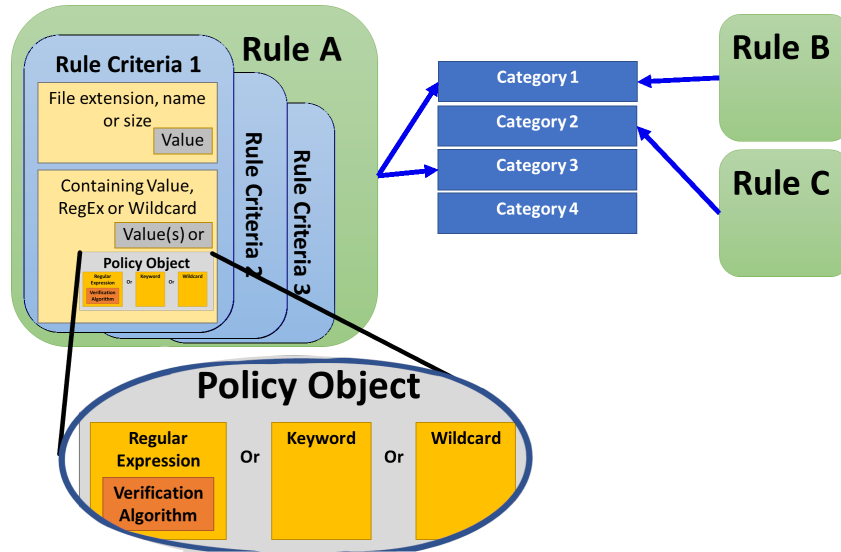 Rule A
Rule Criteria 1
File extension, name
or size
Value
Containing Value,
RegEx or Wildcard
Value(s) or
Policy Object
Regular
Expression
Verification
Algorithm
Or
Keyword
Or
Wildcard
Rule Criteria 2
Rule Criteria 3
Category 1
Category 2
Category 3
Category 4
Rule B
Rule C
Policy Object
Regular
Expression
Verification
Algorithm
Or
Keyword
Or
Wildcard